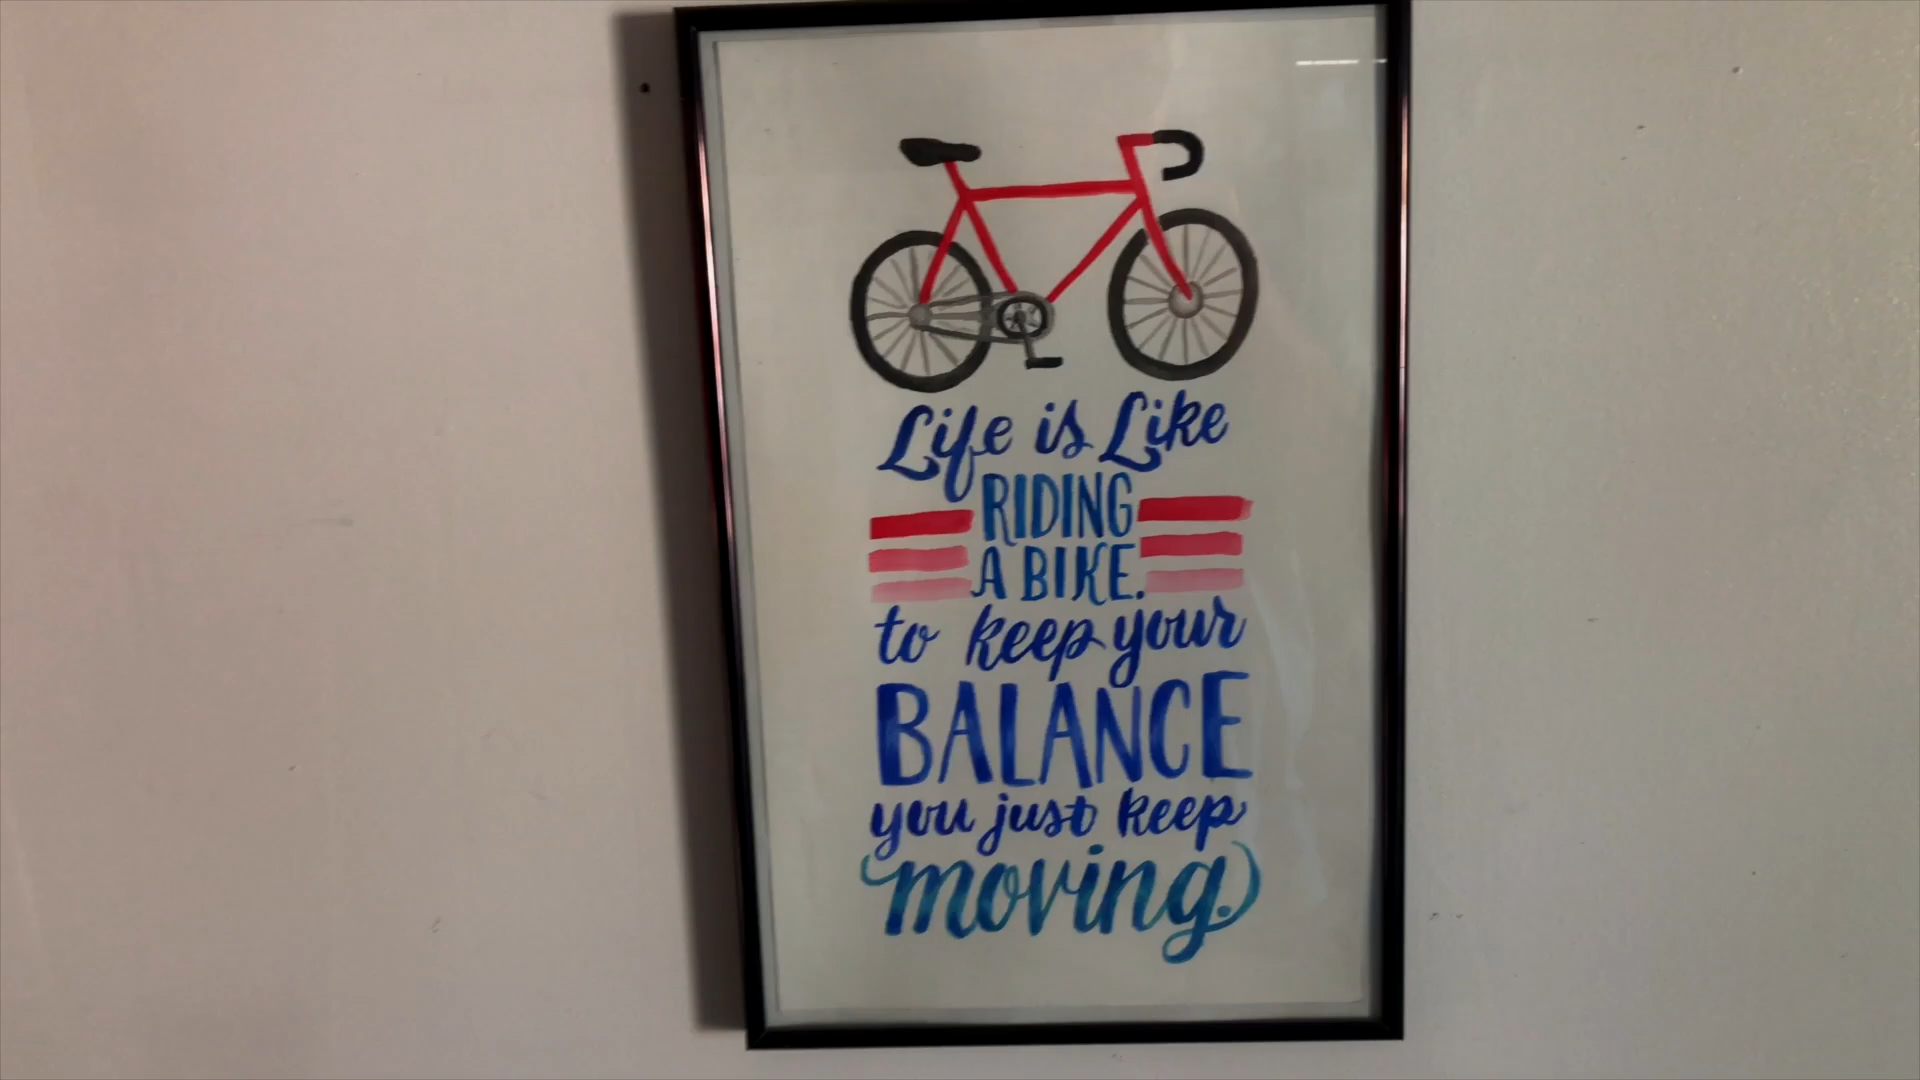 Life is Like
RIDING
A BIKE.
to keep your
BALANCE
you just keep
moving.